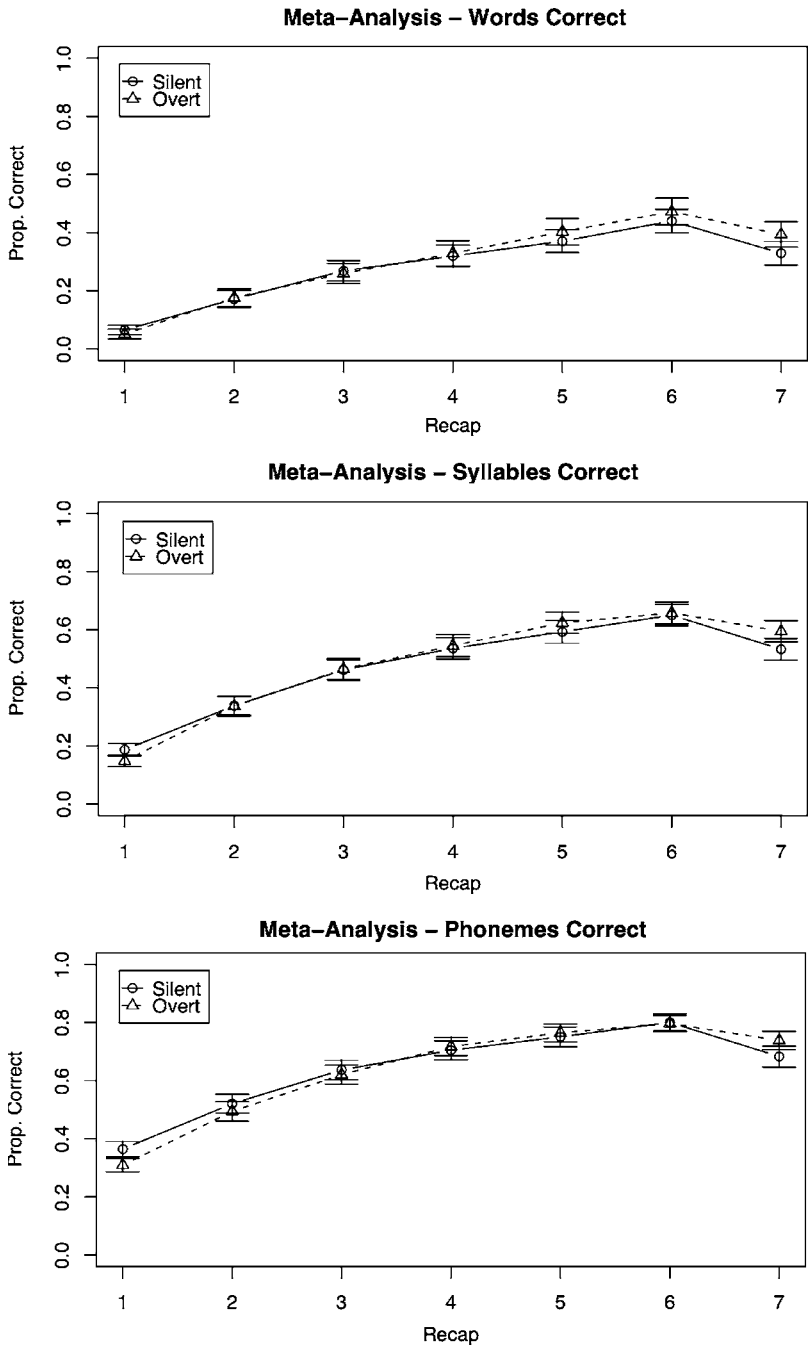 Meta−Analysis − Words Correct
Silent
Overt
Prop. Correct
0.0 0.2 0.4 0.6 0.8 1.0
1 2 3 4 5 6 7
Recap
Meta−Analysis − Syllables Correct
Silent
Overt
Prop. Correct
0.0 0.2 0.4 0.6 0.8 1.0
1 2 3 4 5 6 7
Recap
Meta−Analysis − Phonemes Correct
Silent
Overt
Prop. Correct
0.0 0.2 0.4 0.6 0.8 1.0
1 2 3 4 5 6 7
Recap